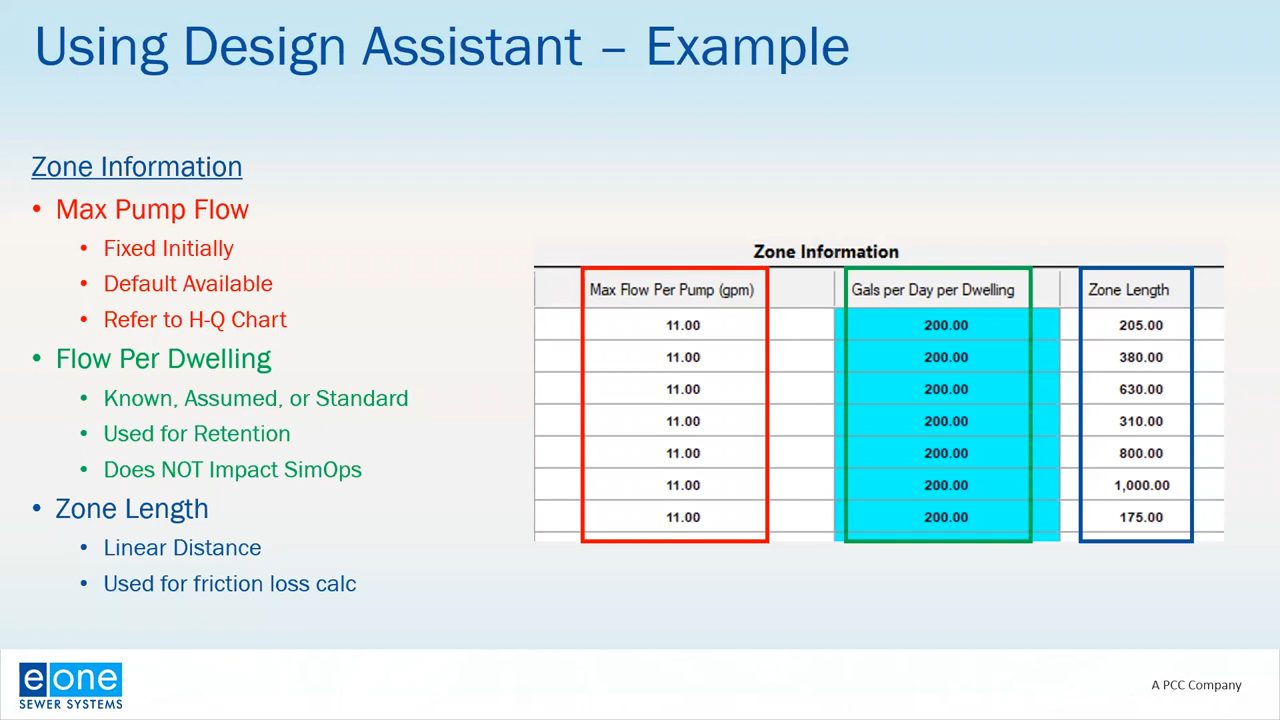 Using Design Assistant – Example
Zone Information
• Max Pump Flow
• Fixed Initially
• Default Available
• Refer to H-Q Chart
• Flow Per Dwelling
• Known, Assumed, or Standard
• Used for Retention
• Does NOT Impact SimOps
• Zone Length
• Linear Distance
• Used for friction loss calc
Zone Information
Max Flow Per Pump (gpm) Gals per Day per Dwelling Zone Length
11.00 200.00 205.00
11.00 200.00 380.00
11.00 200.00 630.00
11.00 200.00 310.00
11.00 200.00 800.00
11.00 200.00 1,000.00
11.00 200.00 175.00
eone
SEWER SYSTEMS
A PCC Company